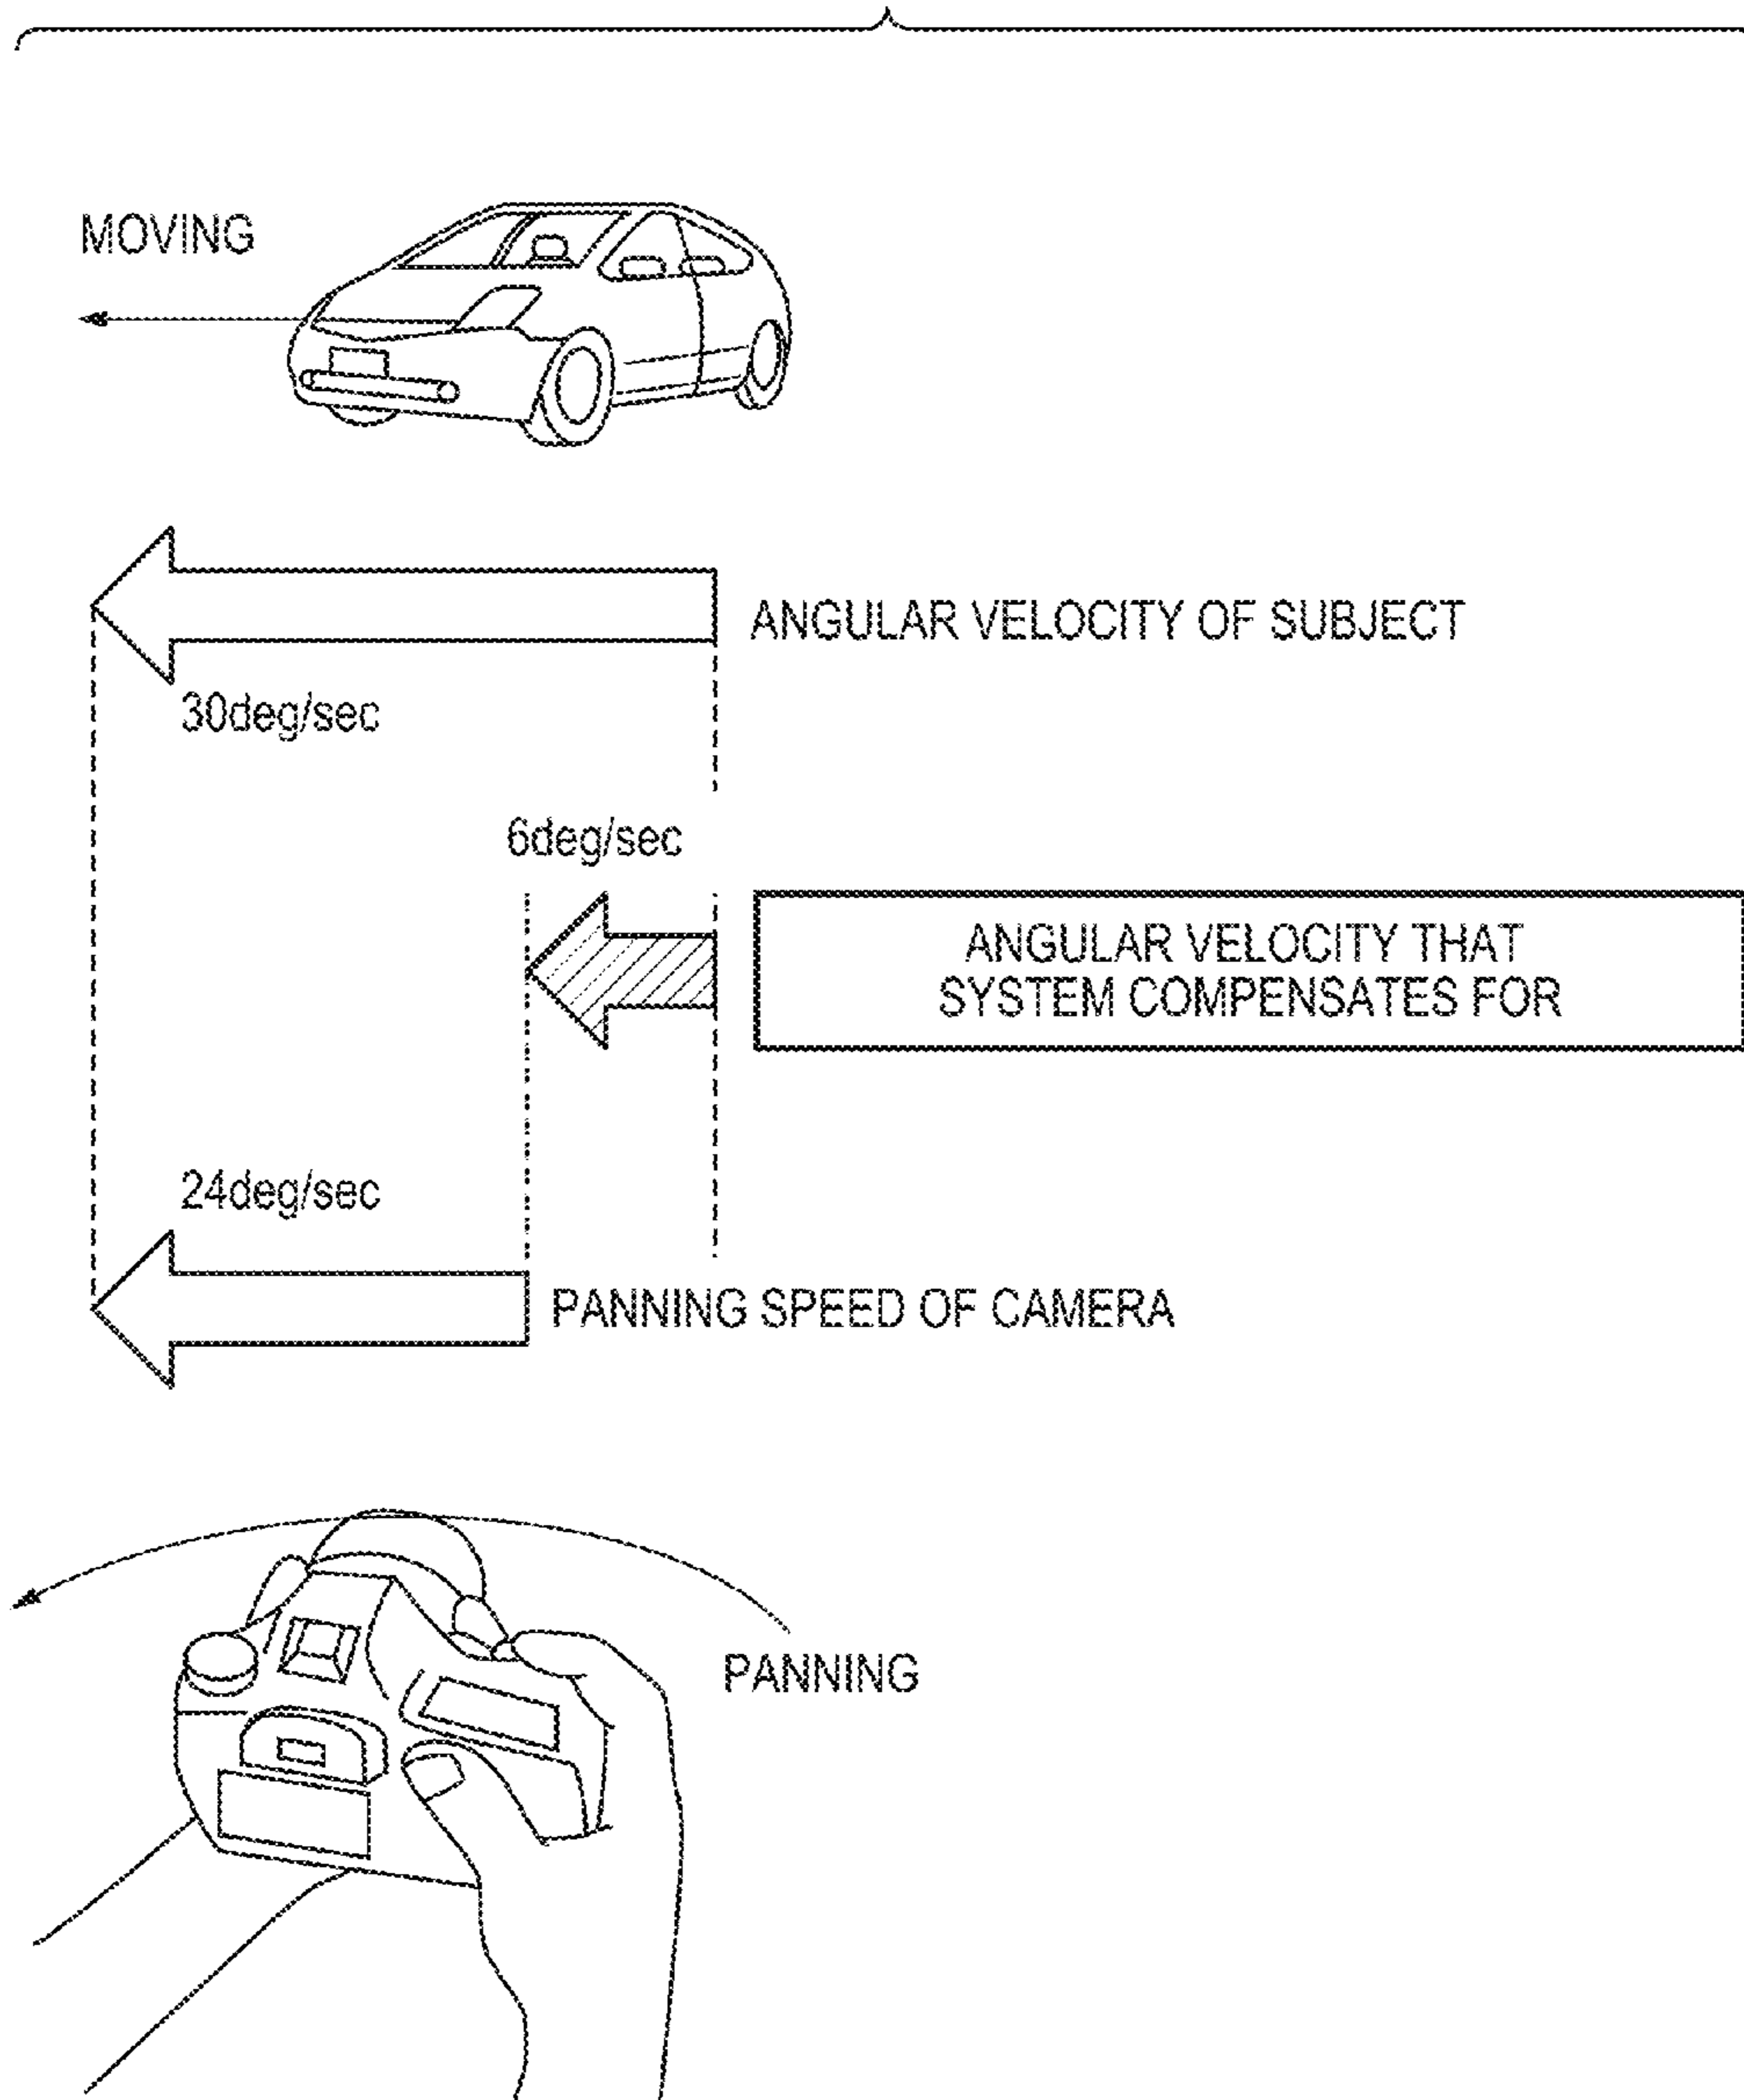 MOVING
ANGULAR VELOCITY OF SUBJECT
30deg/sec
6deg/sec
ANGULAR VELOCITY THAT
SYSTEM COMPENSATES FOR
24deg/sec
PANNING SPEED OF CAMERA
PANNING